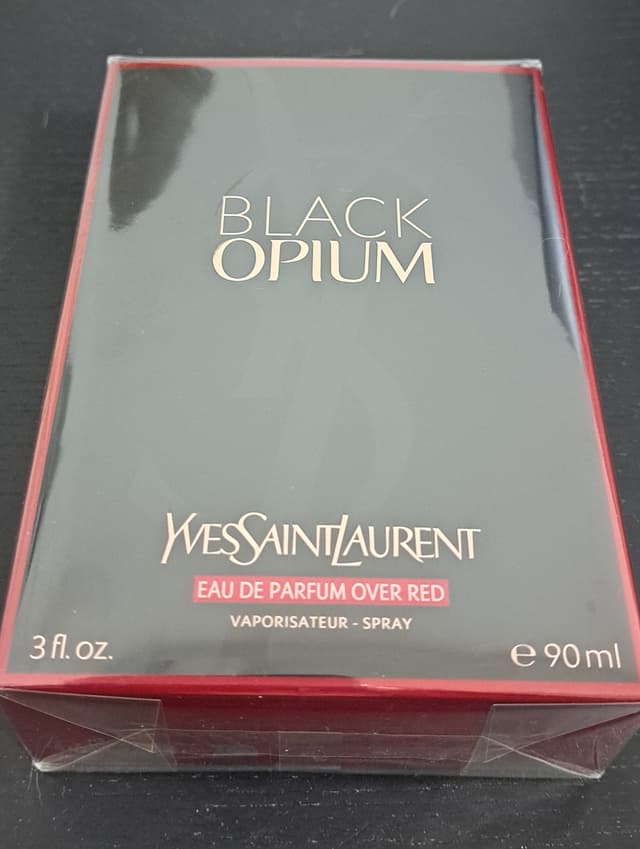 BLACK
OPIUM
YVESSAINTLAURENT
EAU DE PARFUM OVER RED
VAPORISATEUR - SPRAY
3 fl. oz.
℮ 90 ml